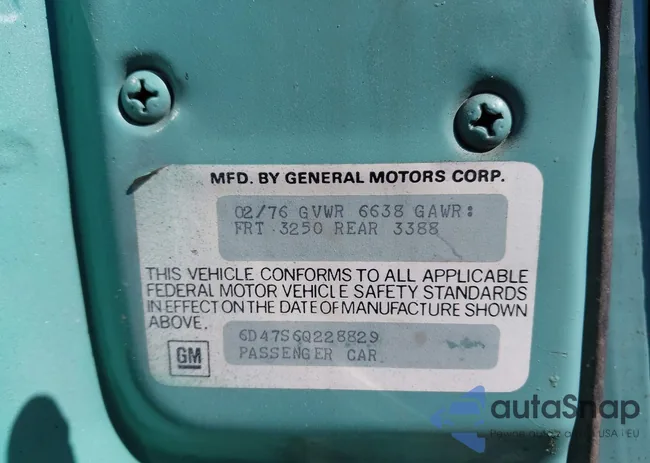 MFD. BY GENERAL MOTORS CORP.
02/76 GVWR 6638 GAWR:
FRT 3250 REAR 3388
THIS VEHICLE CONFORMS TO ALL APPLICABLE
FEDERAL MOTOR VEHICLE SAFETY STANDARDS
IN EFFECT ON THE DATE OF MANUFACTURE SHOWN
ABOVE.
6D47S6Q228829
PASSENGER CAR
GM
autaSnap
USA | EU